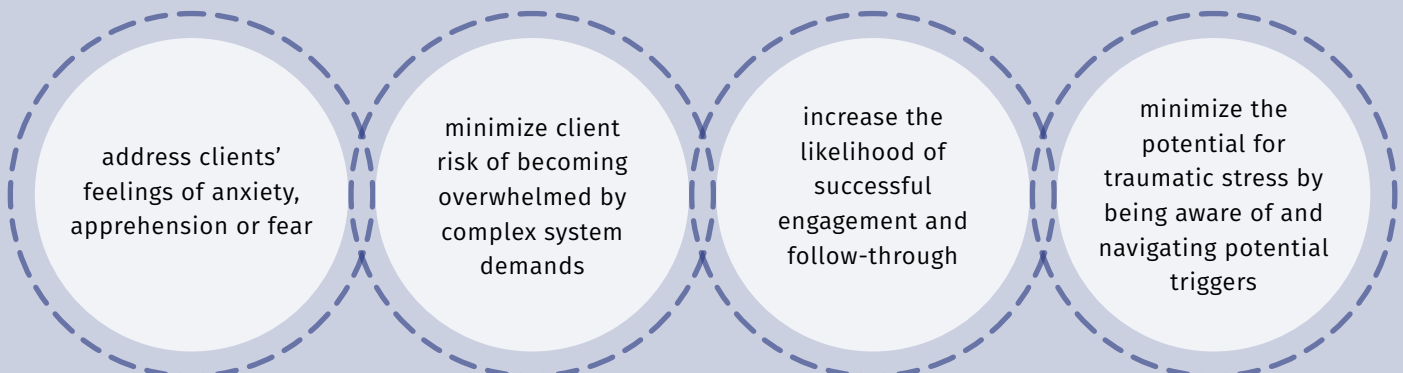 address clients’
feelings of anxiety,
apprehension or fear
minimize client
risk of becoming
overwhelmed by
complex system
demands
increase the
likelihood of
successful
engagement and
follow-through
minimize the
potential for
traumatic stress by
being aware of and
navigating potential
triggers